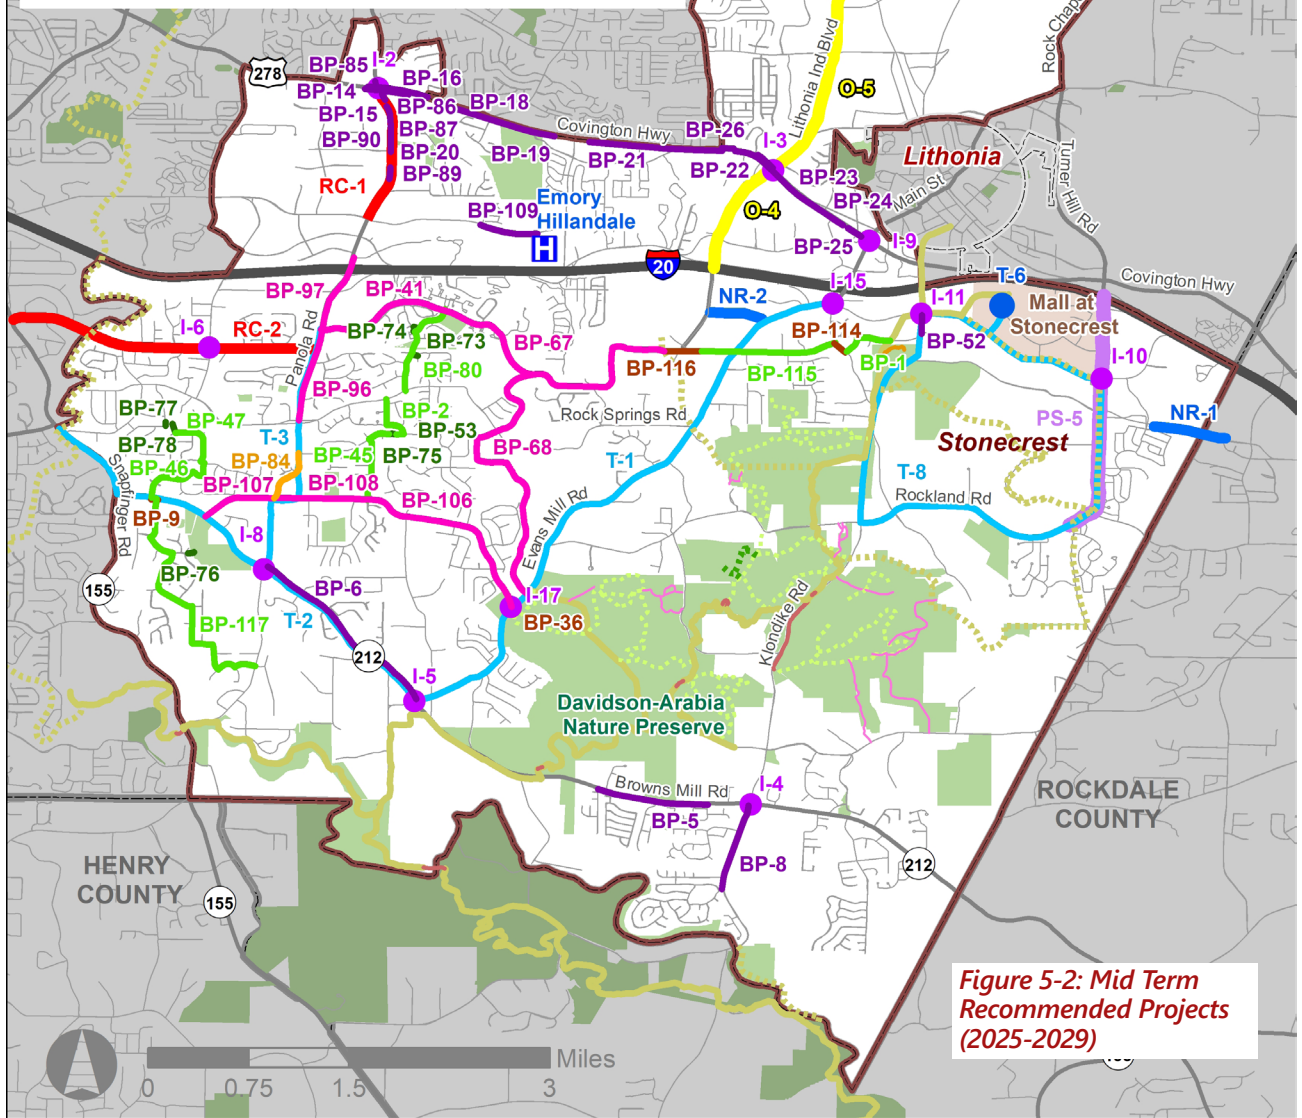 278
BP-85
I-2
BP-14
BP-16
BP-15
BP-86
BP-18
BP-90
BP-87
BP-20
BP-89
BP-19
Covington Hwy
BP-21
BP-26
BP-22
I-3
BP-23
BP-24
BP-25
Lithonia Ind Blvd
O-5
O-4
Rock Chap
Lithonia
Main St
Turner Hill Rd
RC-1
BP-109
Emory
Hillandale
H
20
I-9
I-15
I-11
T-6
Covington Hwy
Mall at
Stonecrest
BP-97
BP-41
NR-2
BP-114
BP-52
I-10
I-6
RC-2
Panola Rd
BP-74
BP-73
BP-67
BP-80
BP-116
BP-115
BP-1
BP-96
BP-77
BP-47
BP-78
BP-2
BP-53
Rock Springs Rd
PS-5
NR-1
Stonecrest
T-3
BP-84
BP-45
BP-75
BP-68
T-1
T-8
BP-46
BP-107
BP-108
BP-106
Rockland Rd
Snapfinger Rd
BP-9
I-8
Evans Mill Rd
BP-76
155
BP-6
I-17
BP-36
BP-117
T-2
212
I-5
Klondike Rd
Davidson-Arabia
Nature Preserve
Browns Mill Rd
I-4
BP-5
BP-8
212
ROCKDALE
COUNTY
HENRY
COUNTY
155
Figure 5-2: Mid Term
Recommended Projects
(2025-2029)
Miles
0 0.75 1.5 3